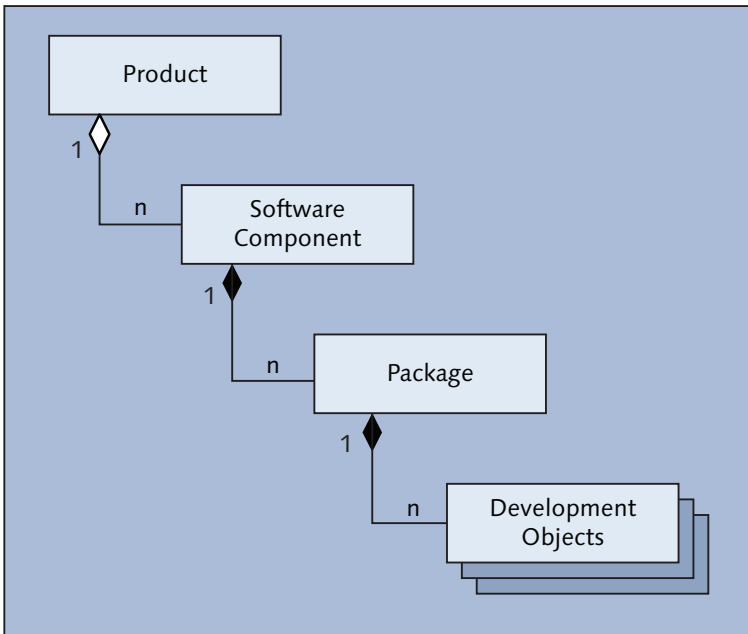 Product
1
n
Software
Component
1
n
Package
1
n
Development
Objects